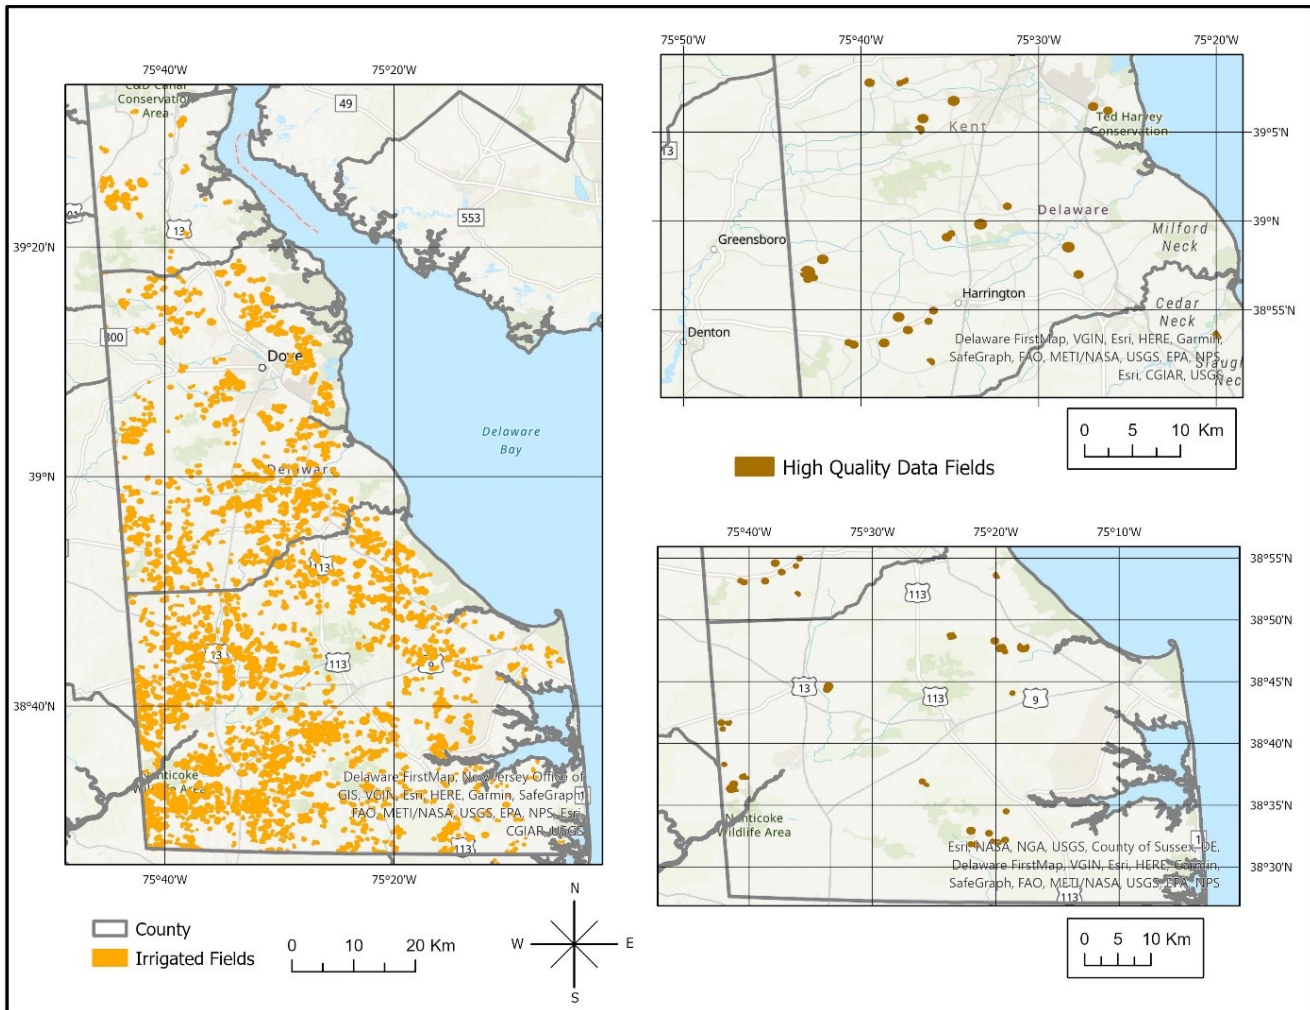 75°40'W 75°20'W
C&D Canal
Conservation
Area
49
553
13
39°20'N
300
Dove
Delaware
Bay
39°N
Delawar
113
13
113
9
38°40'N
Nanticoke
Wildlife Area
Delaware FirstMap, New Jersey Office of
GIS, VGIN, Esri, HERE, Garmin, SafeGraph,
FAO, METI/NASA, USGS, EPA, NPS, Esri,
CGIAR, USGS
1
113
75°40'W 75°20'W
County
Irrigated Fields
0 10 20 Km
N
W E
S
75°50'W 75°40'W 75°30'W 75°20'W
Kent
Ted Harvey
Conservation
Area
39°5'N
13
Delaware
39°N
Greensboro
Milford
Neck
Harrington
Cedar
Neck
38°55'N
Denton
Delaware FirstMap, VGIN, Esri, HERE, Garmin,
SafeGraph, FAO, METI/NASA, USGS, EPA, NPS,
Esri, CGIAR, USGS
Neck
0 5 10 Km
High Quality Data Fields
75°40'W 75°30'W 75°20'W 75°10'W
38°55'N
113
38°50'N
13
113
9
38°45'N
38°40'N
38°35'N
Nanticoke
Wildlife Area
1
Esri, NASA, NGA, USGS, County of Sussex, DE,
Delaware FirstMap, VGIN, Esri, HERE, Garmin,
SafeGraph, FAO, METI/NASA, USGS, EPA, NPS
38°30'N
113
0 5 10 Km